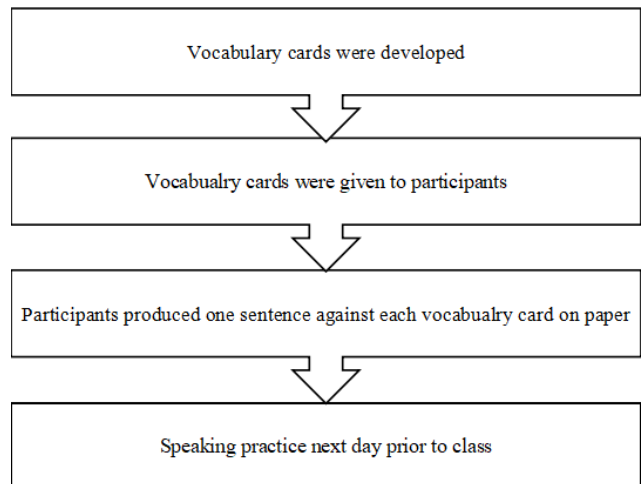 Vocabulary cards were developed
Vocabualry cards were given to participants
Participants produced one sentence against each vocabualry card on paper
Speaking practice next day prior to class